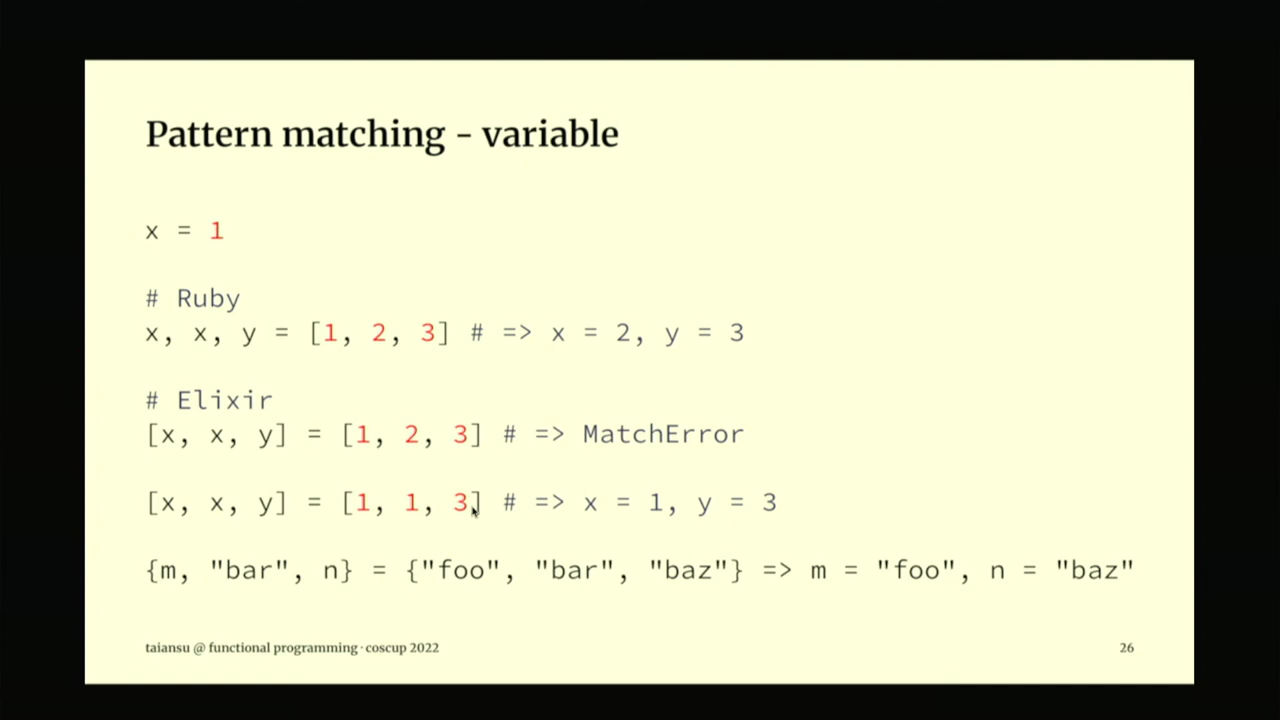 Pattern matching - variable
x = 1
# Ruby
x, x, y = [1, 2, 3] # => x = 2, y = 3
# Elixir
[x, x, y] = [1, 2, 3] # => MatchError
[x, x, y] = [1, 1, 3] # => x = 1, y = 3
{m, "bar", n} = {"foo", "bar", "baz"} => m = "foo", n = "baz"
taiansu @ functional programming · coscup 2022
26